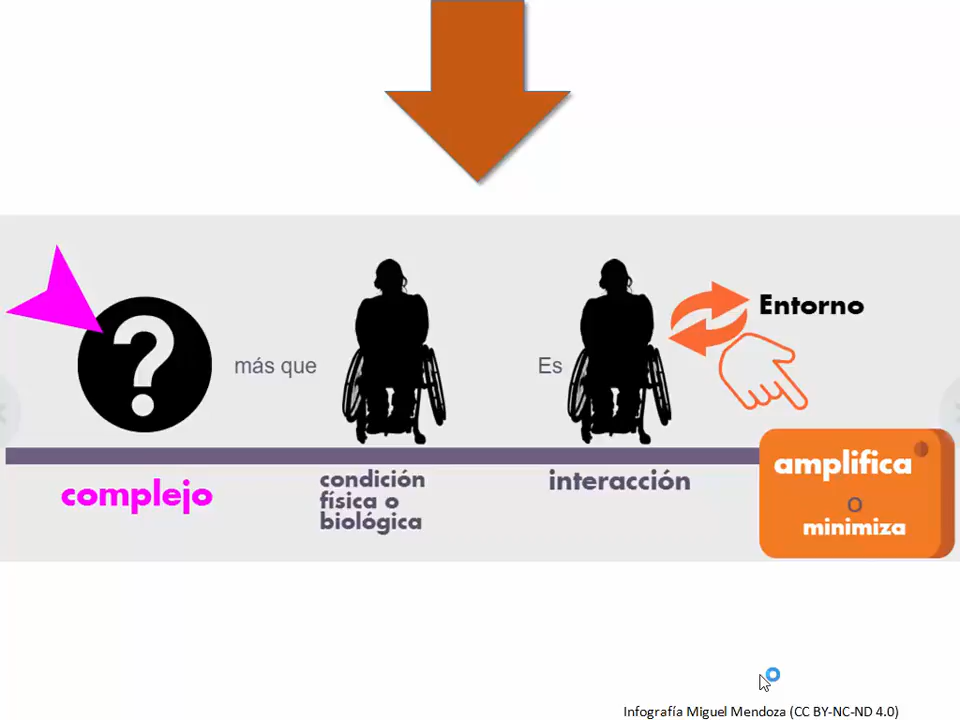 ?
más que
Es
Entorno
complejo
condición
física o
biológica
interacción
amplifica
o
minimiza
Infografía Miguel Mendoza (CC BY-NC-ND 4.0)